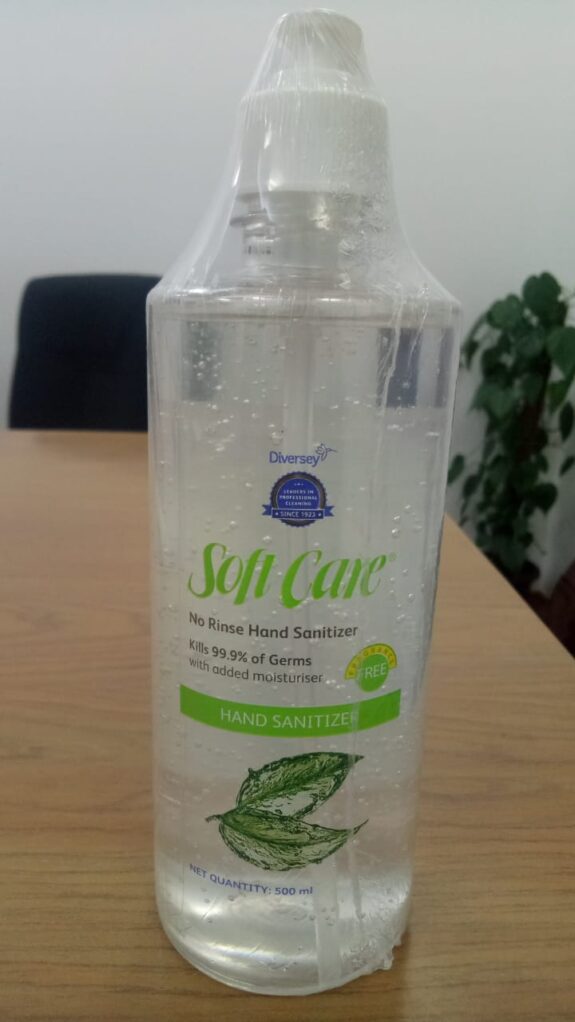 Diversey
LEADERS IN
PROFESSIONAL
CLEANING
SINCE 1923
Soft Care®
No Rinse Hand Sanitizer
Kills 99.9% of Germs
with added moisturiser
FRAGRANCE
FREE
HAND SANITIZER
NET QUANTITY: 500 ml